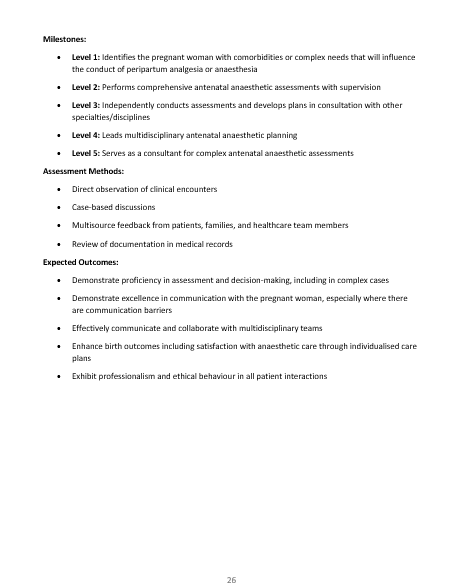 Milestones:
• Level 1: Identifies the pregnant woman with comorbidities or complex needs that will influence
the conduct of peripartum analgesia or anaesthesia
• Level 2: Performs comprehensive antenatal anaesthetic assessments with supervision
• Level 3: Independently conducts assessments and develops plans in consultation with other
specialties/disciplines
• Level 4: Leads multidisciplinary antenatal anaesthetic planning
• Level 5: Serves as a consultant for complex antenatal anaesthetic assessments
Assessment Methods:
• Direct observation of clinical encounters
• Case-based discussions
• Multisource feedback from patients, families, and healthcare team members
• Review of documentation in medical records
Expected Outcomes:
• Demonstrate proficiency in assessment and decision-making, including in complex cases
• Demonstrate excellence in communication with the pregnant woman, especially where there
are communication barriers
• Effectively communicate and collaborate with multidisciplinary teams
• Enhance birth outcomes including satisfaction with anaesthetic care through individualised care
plans
• Exhibit professionalism and ethical behaviour in all patient interactions
26